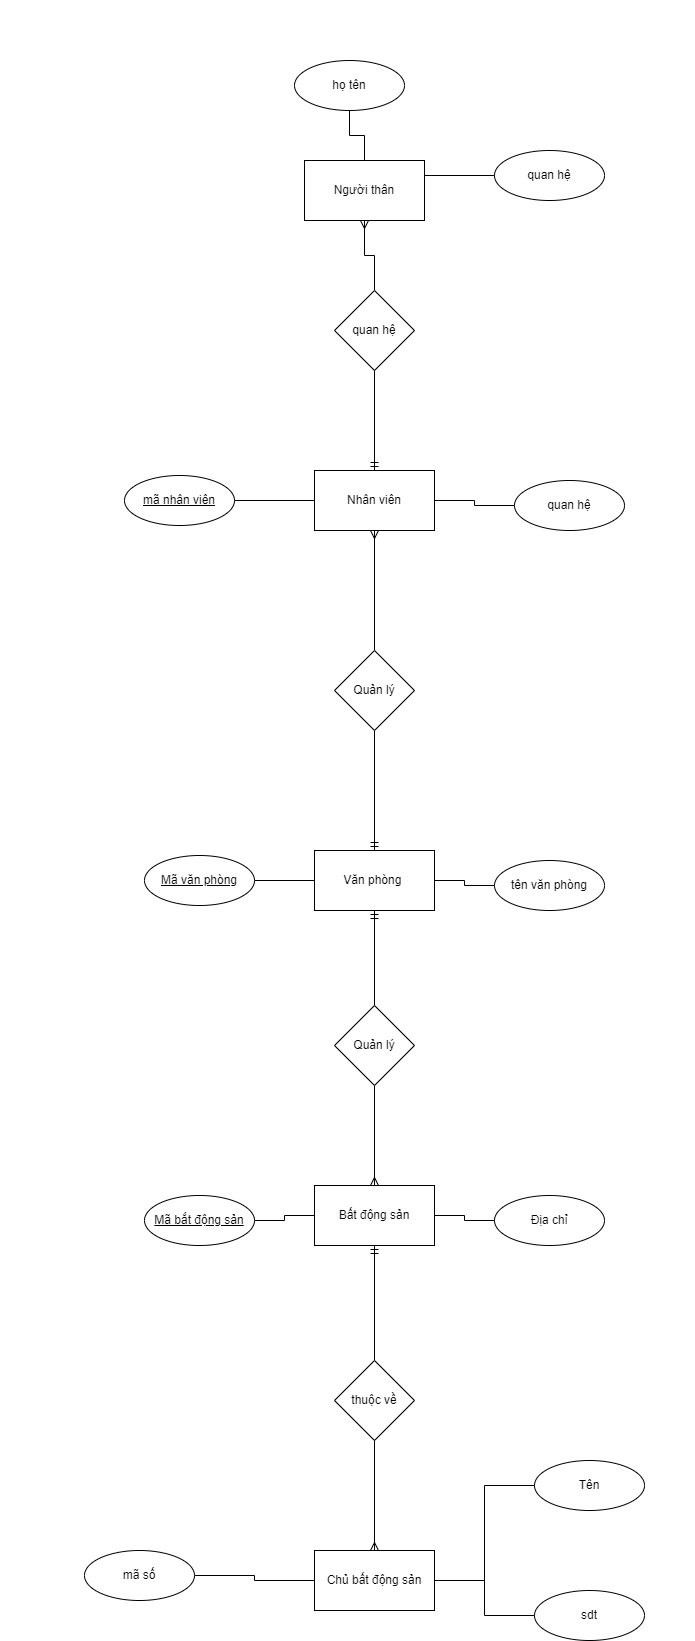 họ tên
quan hệ
Người thân
quan hệ
mã nhân viên
Nhân viên
quan hệ
Quản lý
Mã văn phòng
Văn phòng
tên văn phòng
Quản lý
Mã bắt động sản
Bất động sản
Địa chỉ
thuộc về
Tên
mã số
Chủ bất động sản
sdt